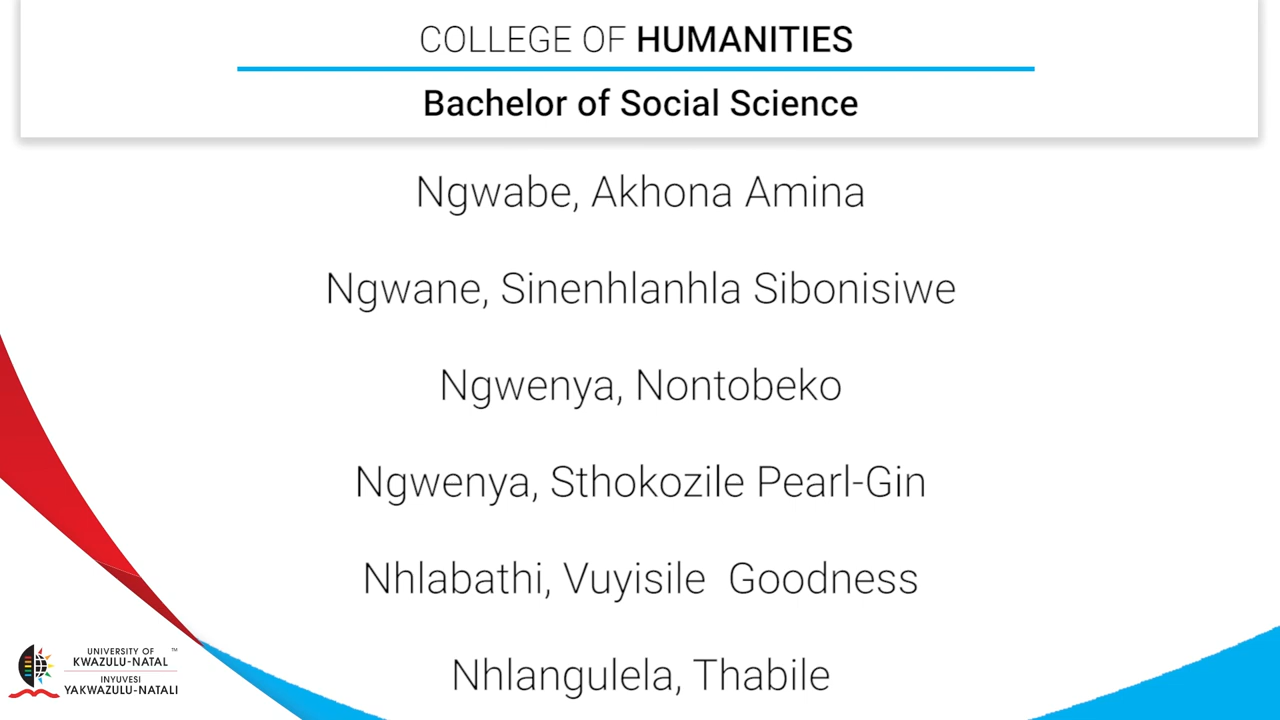 COLLEGE OF HUMANITIES
Bachelor of Social Science
Ngwabe, Akhona Amina
Ngwane, Sinenhlanhla Sibonisiwe
Ngwenya, Nontobeko
Ngwenya, Sthokozile Pearl-Gin
Nhlabathi, Vuyisile  Goodness
Nhlangulela, Thabile
UNIVERSITY OF ™
KWAZULU-NATAL
INYUVESI
YAKWAZULU-NATALI